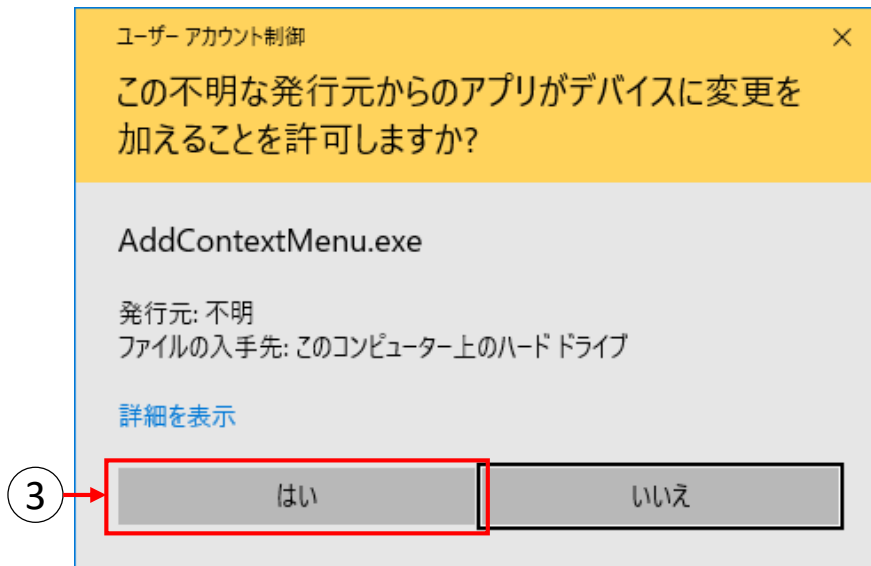 ユーザー アカウント制御
この不明な発行元からのアプリがデバイスに変更を
加えることを許可しますか?
AddContextMenu.exe
発行元: 不明
ファイルの入手先: このコンピューター上のハード ドライブ
詳細を表示
3 はい いいえ